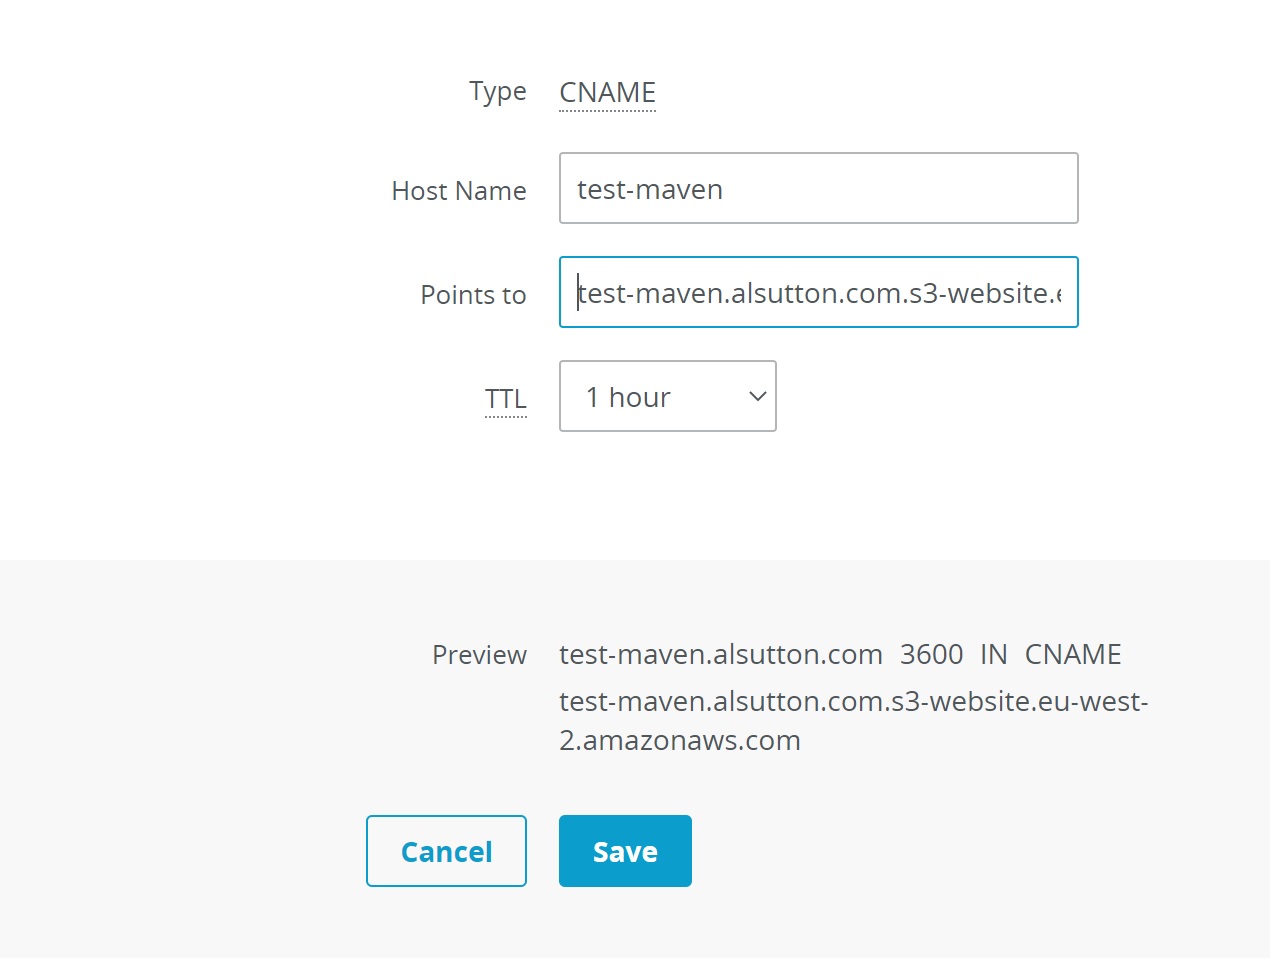 Type CNAME
Host Name test-maven
Points to test-maven.alsutton.com.s3-website.e
TTL 1 hour
Preview test-maven.alsutton.com 3600 IN CNAME
test-maven.alsutton.com.s3-website.eu-west-
2.amazonaws.com
Cancel Save